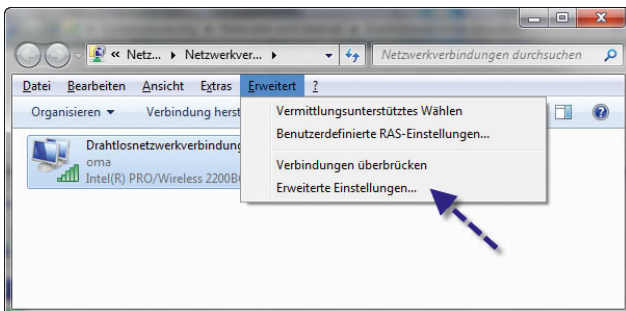 « Netz... Netzwerkver... Netzwerkverbindungen durchsuchen
Datei Bearbeiten Ansicht Extras Erweitert ?
Organisieren Verbindung herst
Vermittlungsunterstütztes Wählen
Benutzerdefinierte RAS-Einstellungen...
Verbindungen überbrücken
Erweiterte Einstellungen...
Drahtlosnetzwerkverbindung
oma
Intel(R) PRO/Wireless 2200B